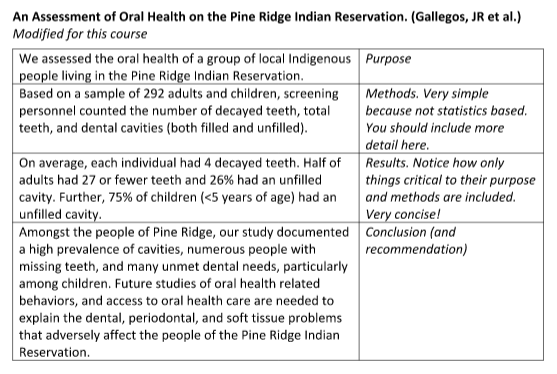 An Assessment of Oral Health on the Pine Ridge Indian Reservation. (Gallegos, JR et al.)
Modified for this course
We assessed the oral health of a group of local Indigenous
people living in the Pine Ridge Indian Reservation.
Purpose
Based on a sample of 292 adults and children, screening
personnel counted the number of decayed teeth, total
teeth, and dental cavities (both filled and unfilled).
Methods. Very simple
because not statistics based.
You should include more
detail here.
On average, each individual had 4 decayed teeth. Half of
adults had 27 or fewer teeth and 26% had an unfilled
cavity. Further, 75% of children (<5 years of age) had an
unfilled cavity.
Results. Notice how only
things critical to their purpose
and methods are included.
Very concise!
Amongst the people of Pine Ridge, our study documented
a high prevalence of cavities, numerous people with
missing teeth, and many unmet dental needs, particularly
among children. Future studies of oral health related
behaviors, and access to oral health care are needed to
explain the dental, periodontal, and soft tissue problems
that adversely affect the people of the Pine Ridge Indian
Reservation.
Conclusion (and
recommendation)